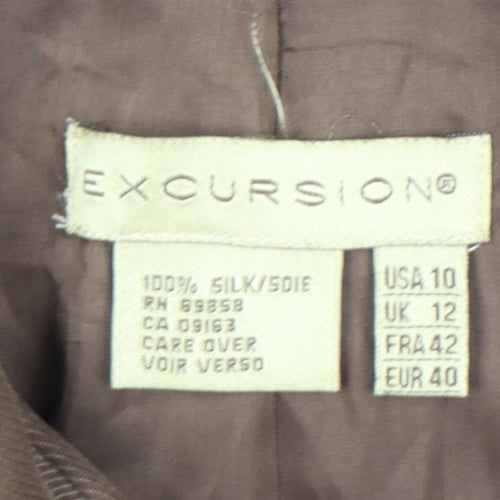 EXCURSION®
100% SILK/SOIE
RN 69858
CA 09163
CARE OVER
VOIR VERSO
USA 10
UK 12
FRA 42
EUR 40